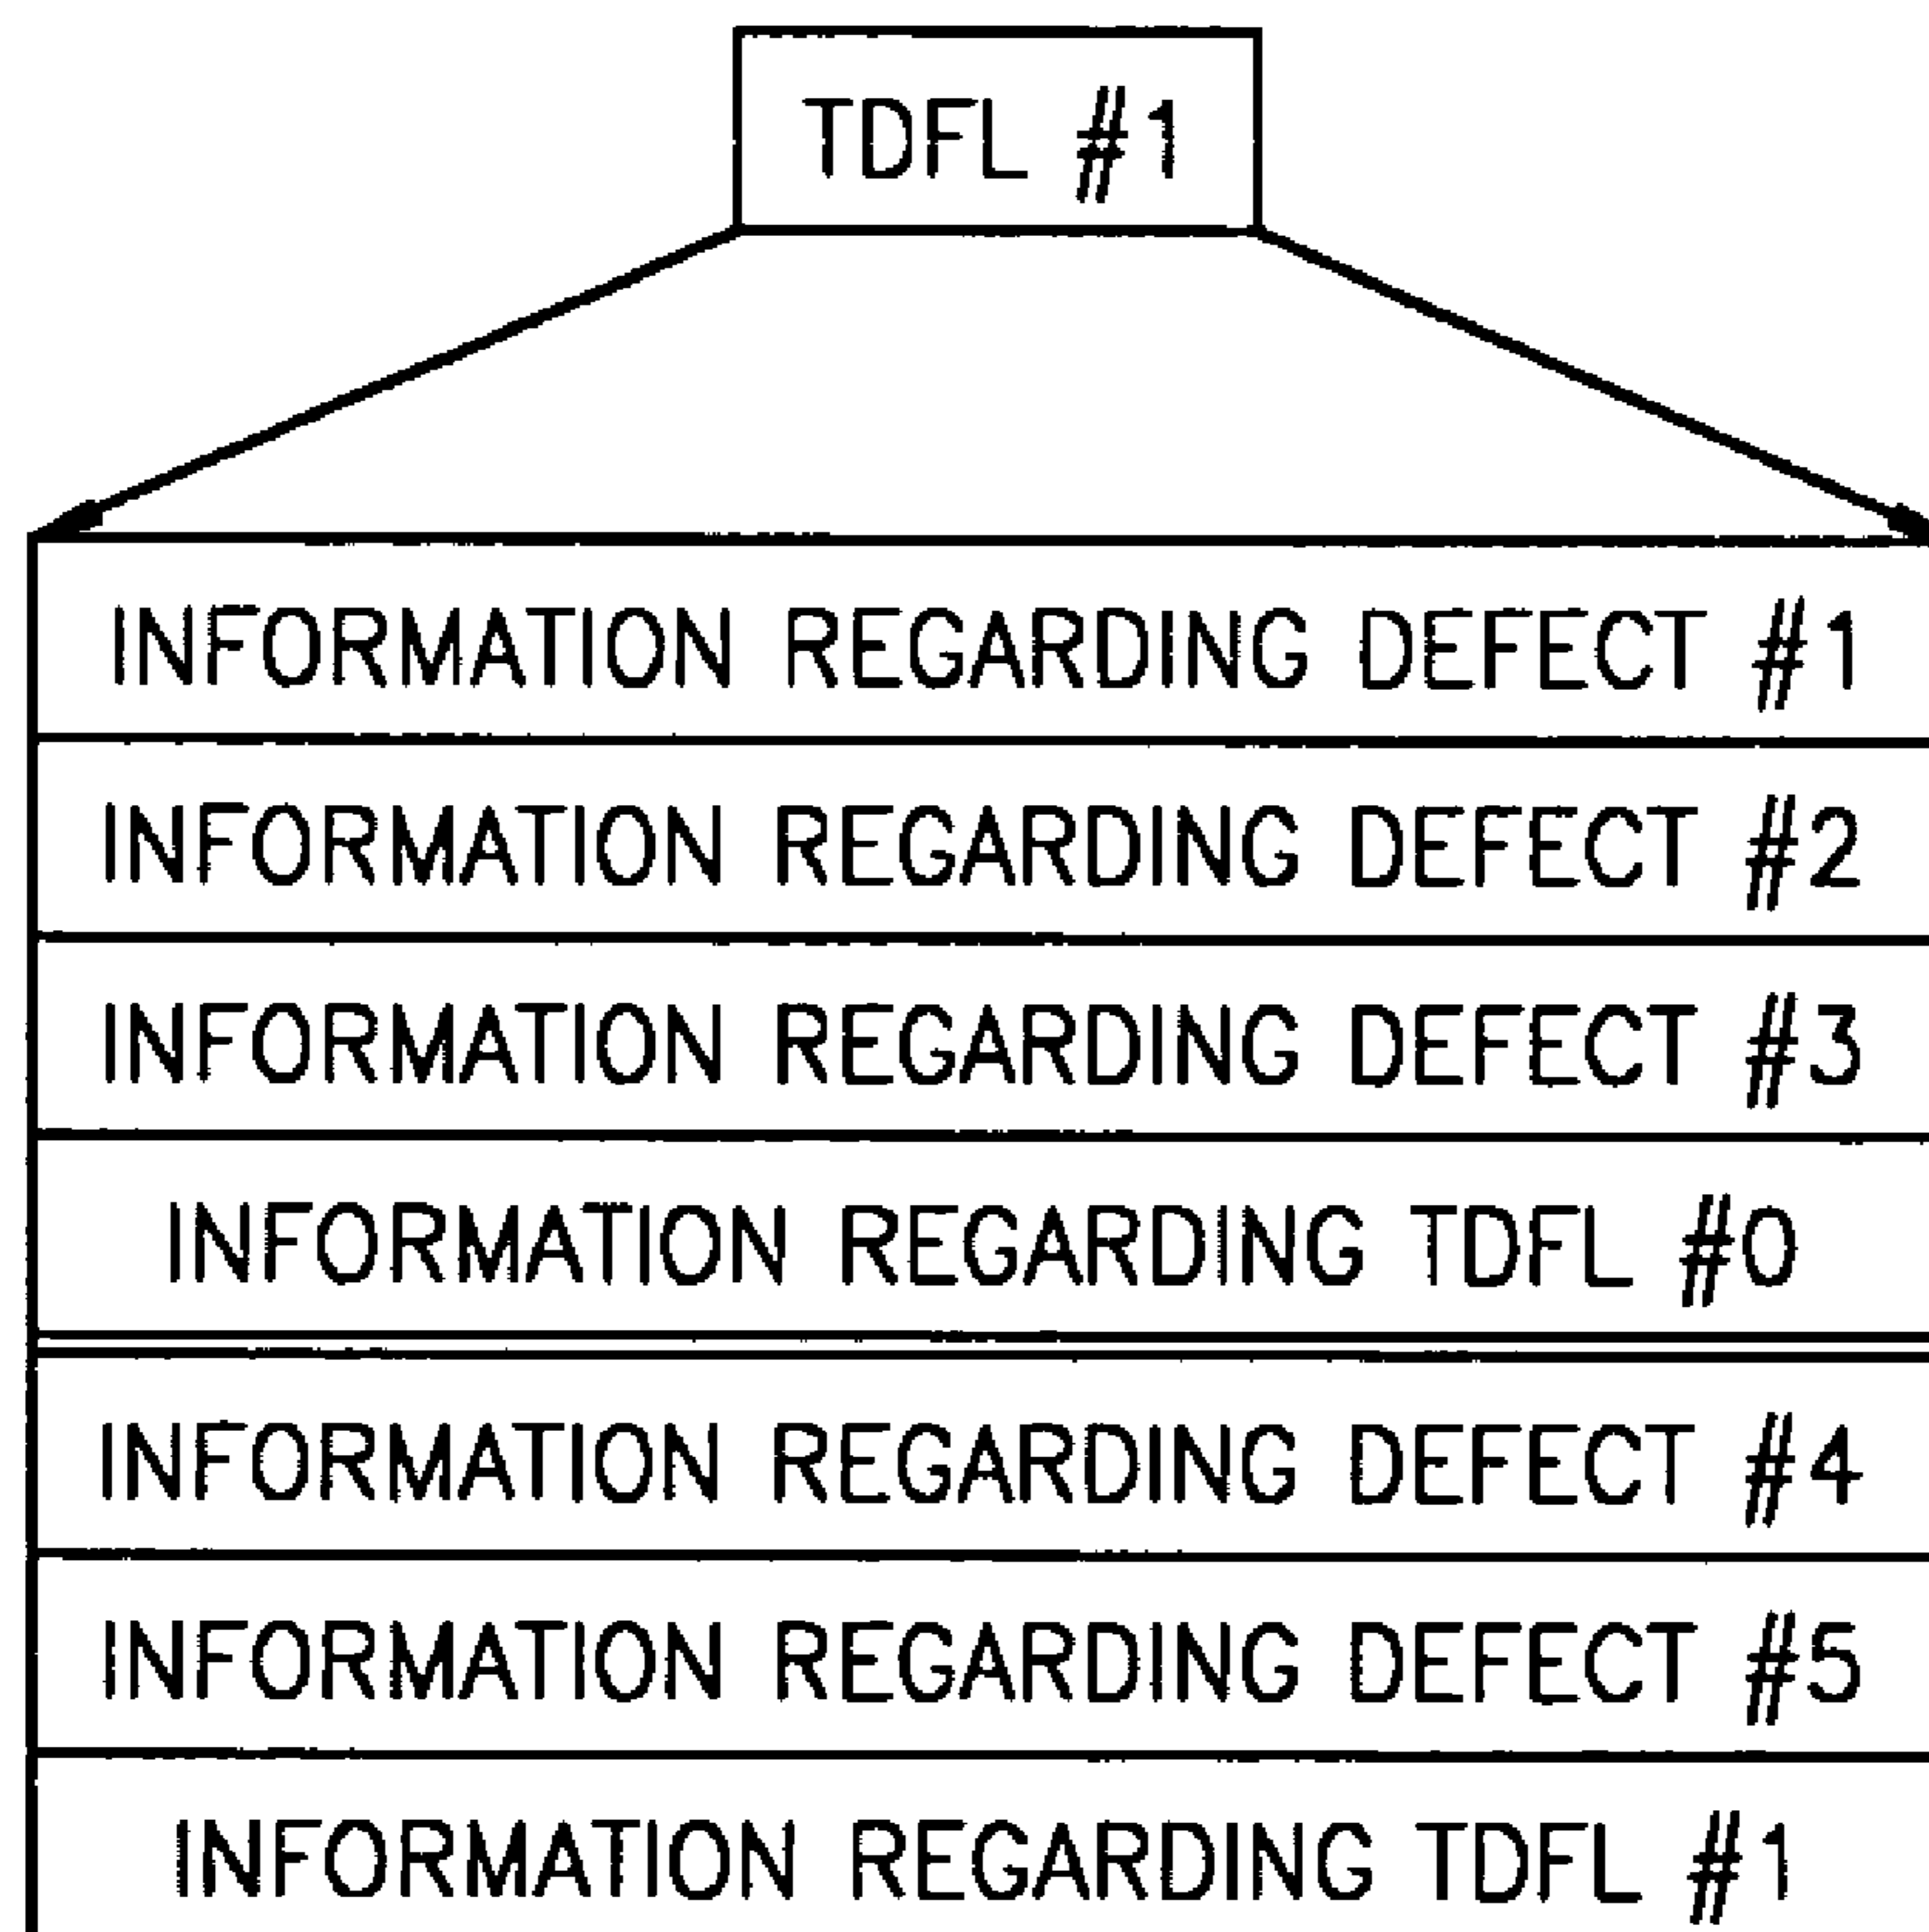 TDFL #1
INFORMATION REGARDING DEFECT #1
INFORMATION REGARDING DEFECT #2
INFORMATION REGARDING DEFECT #3
INFORMATION REGARDING TDFL #0
INFORMATION REGARDING DEFECT #4
INFORMATION REGARDING DEFECT #5
INFORMATION REGARDING TDFL #1